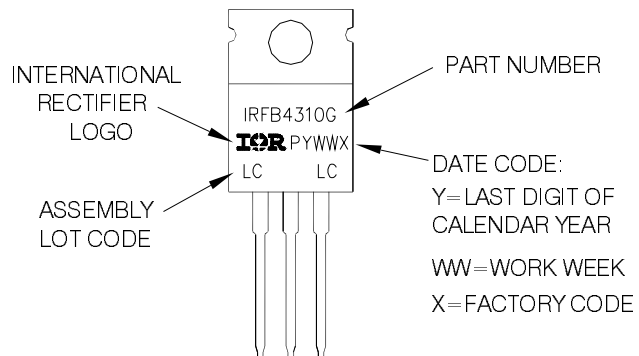 INTERNATIONAL
RECTIFIER
LOGO
PART NUMBER
IRFB4310G
IOR PYWWX
LC LC
ASSEMBLY
LOT CODE
DATE CODE:
Y=LAST DIGIT OF
CALENDAR YEAR
WW=WORK WEEK
X=FACTORY CODE